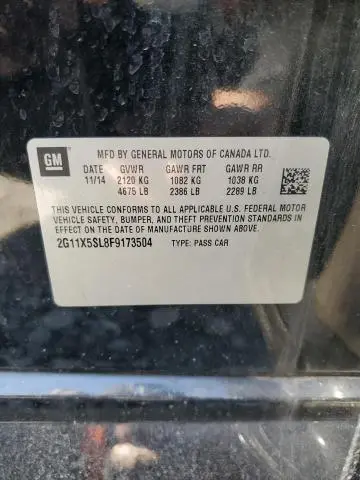 GM
MFD BY GENERAL MOTORS OF CANADA LTD.
DATE GVWR GAWR FRT GAWR RR
11/14 2120 KG 1082 KG 1038 KG
4675 LB 2386 LB 2289 LB
THIS VEHICLE CONFORMS TO ALL APPLICABLE U.S. FEDERAL MOTOR
VEHICLE SAFETY, BUMPER, AND THEFT PREVENTION STANDARDS IN
EFFECT ON THE DATE OF MANUFACTURE SHOWN ABOVE.
2G11X5SL8F9173504 TYPE: PASS CAR